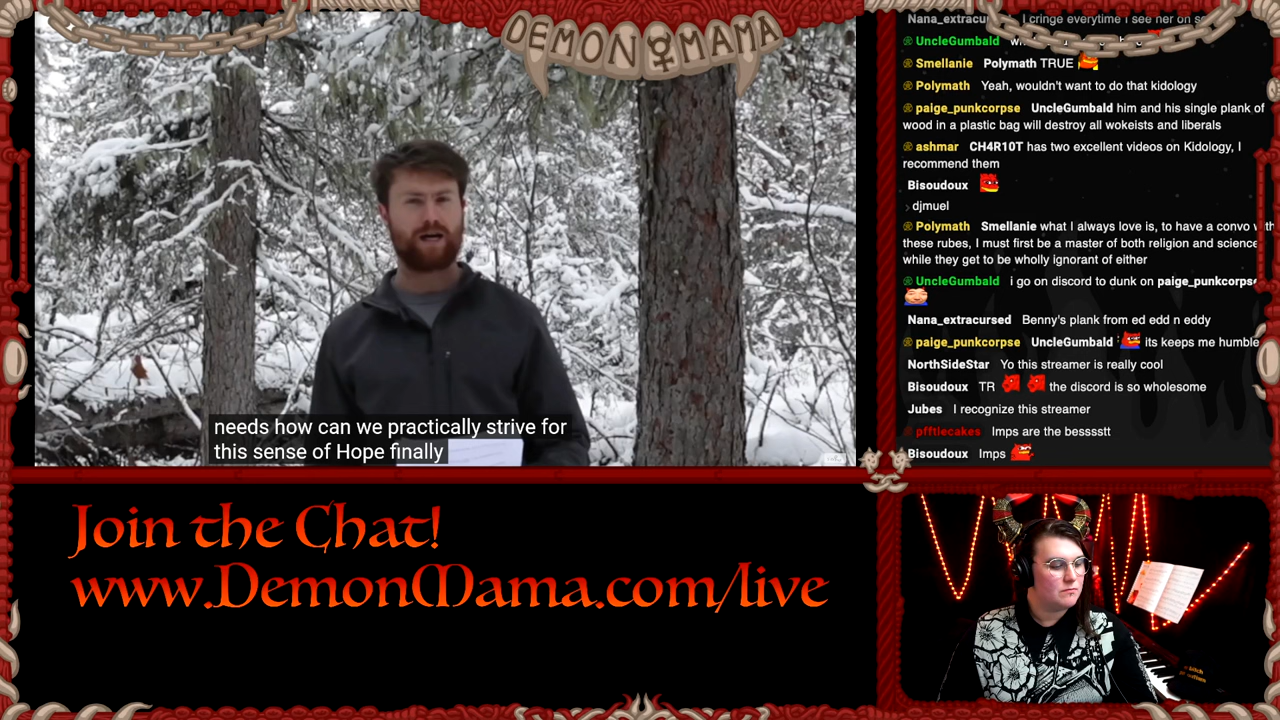 DEMON MAMA
needs how can we practically strive for
this sense of Hope finally
Join the Chat!
www.DemonMama.com/live
I cringe everytime i see her on
UncleGumbald
Smellanie Polymath TRUE
Polymath Yeah, wouldn't want to do that kidology
paige_punkcorpse UncleGumbald him and his single plank of
wood in a plastic bag will destroy all wokeists and liberals
ashmar CH4R10T has two excellent videos on Kidology, I
recommend them
Bisoudoux
djmuel
Polymath Smellanie what I always love is, to have a convo
these rubes, I must first be a master of both religion and science
while they get to be wholly ignorant of either
UncleGumbald i go on discord to dunk on paige_punkcorpse
Nana_extracursed Benny's plank from ed edd n eddy
paige_punkcorpse UncleGumbald its keeps me humble
NorthSideStar Yo this streamer is really cool
Bisoudoux TR the discord is so wholesome
Jubes I recognize this streamer
pfftlecakes Imps are the besssstt
Bisoudoux Imps